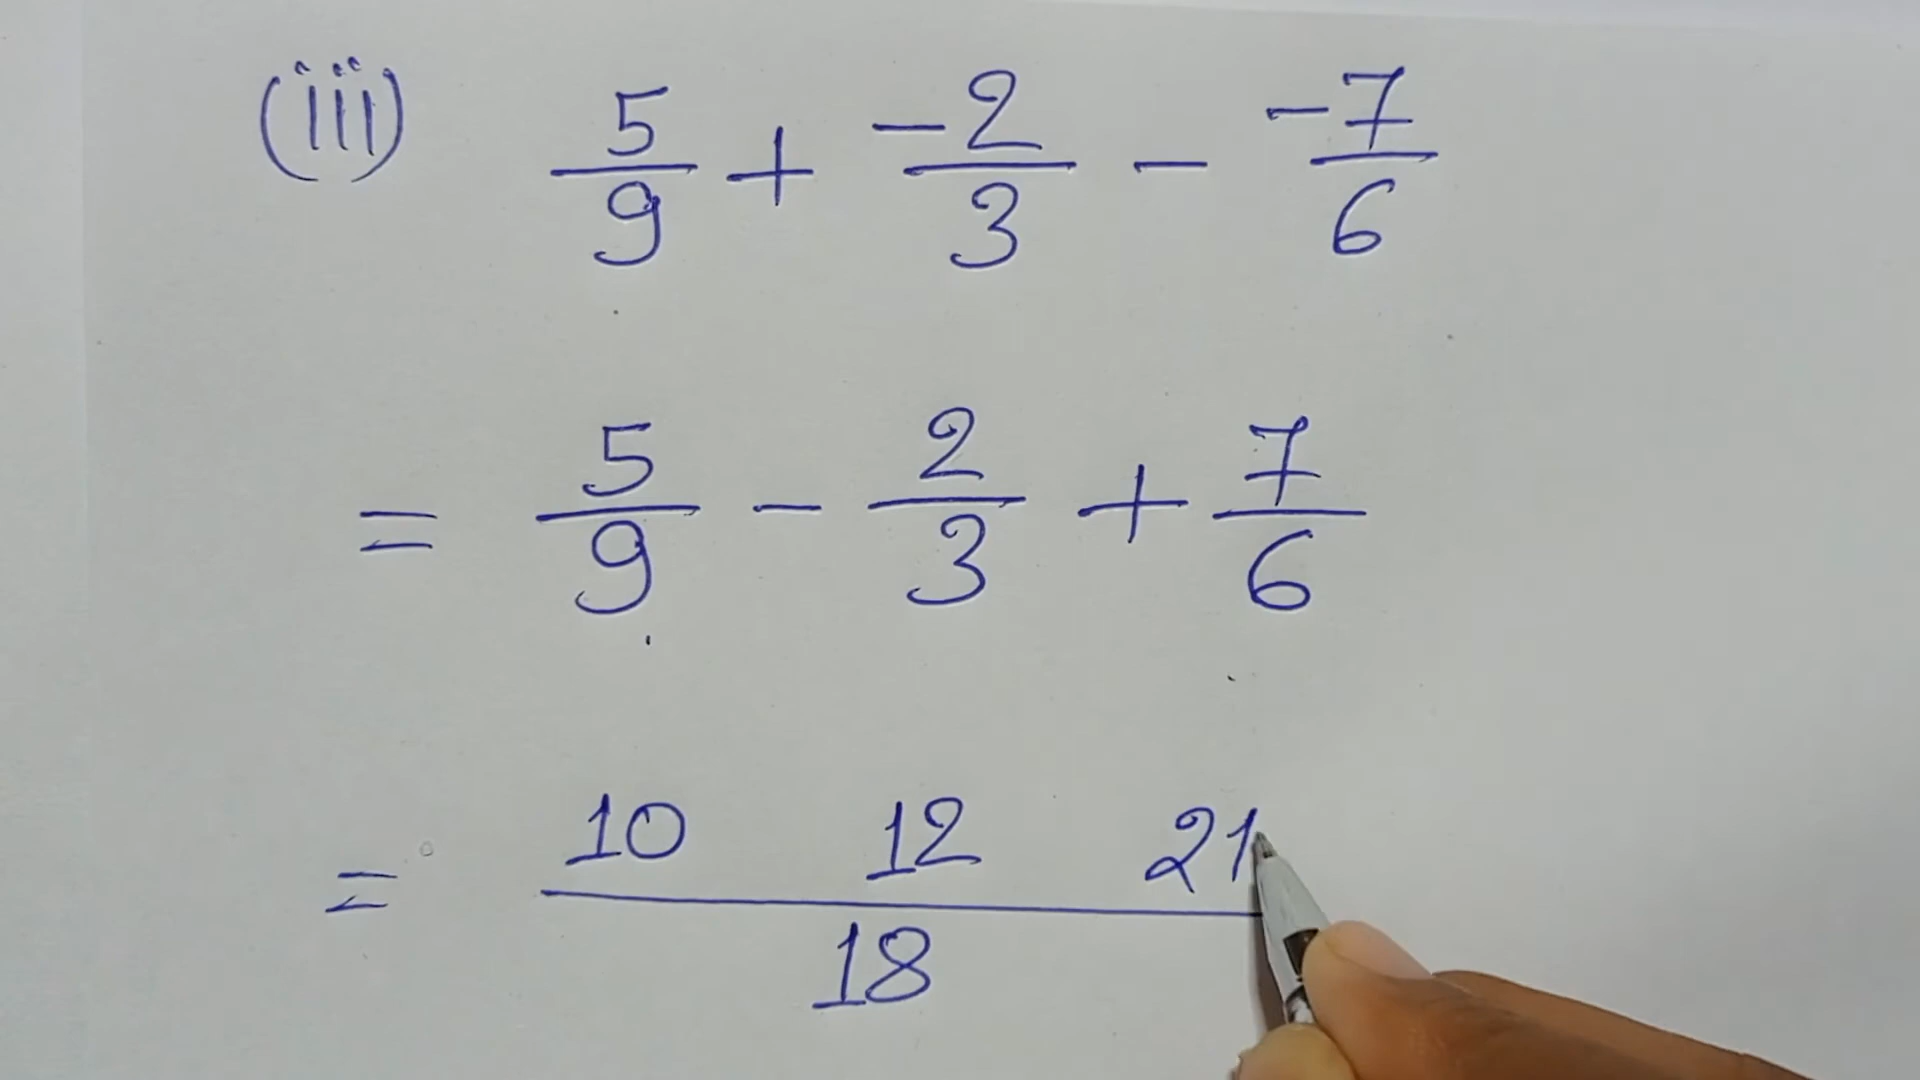 (iii) 5/9 + -2/3 - -7/6
= 5/9 - 2/3 + 7/6
= 10 12 21/18